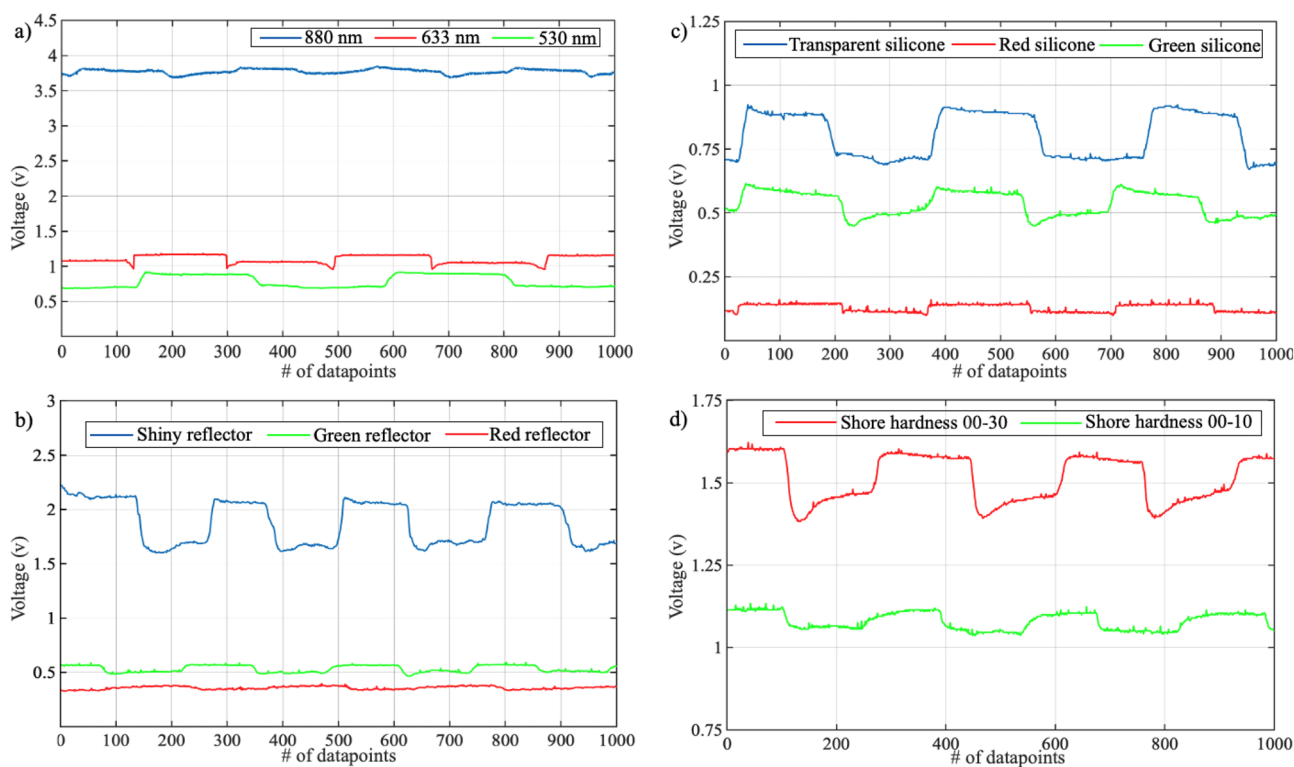 a)
880 nm 633 nm 530 nm
4.5
4
3.5
3
2.5
2
1.5
1
0.5
Voltage (v)
0 100 200 300 400 500 600 700 800 900 1000
# of datapoints
c)
Transparent silicone Red silicone Green silicone
1.25
1
0.75
0.5
0.25
Voltage (v)
0 100 200 300 400 500 600 700 800 900 1000
# of datapoints
b)
Shiny reflector Green reflector Red reflector
3
2.5
2
1.5
1
0.5
Voltage (v)
0 100 200 300 400 500 600 700 800 900 1000
# of datapoints
d)
Shore hardness 00-30 Shore hardness 00-10
1.75
1.5
1.25
1
0.75
Voltage (v)
0 200 400 600 800 1000
# of datapoints